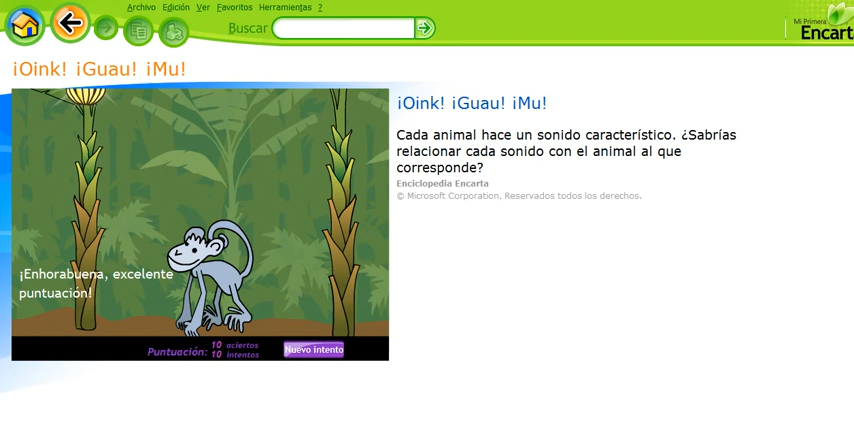 Archivo Edición Ver Favoritos Herramientas ?
Buscar
Mi Primera
Encart
¡Oink! ¡Guau! ¡Mu!
¡Oink! ¡Guau! ¡Mu!
Cada animal hace un sonido característico. ¿Sabrías
relacionar cada sonido con el animal al que
corresponde?
Enciclopedia Encarta
© Microsoft Corporation. Reservados todos los derechos.
¡Enhorabuena, excelente
puntuación!
Puntuación: 10 aciertos
10 intentos
Nuevo intento